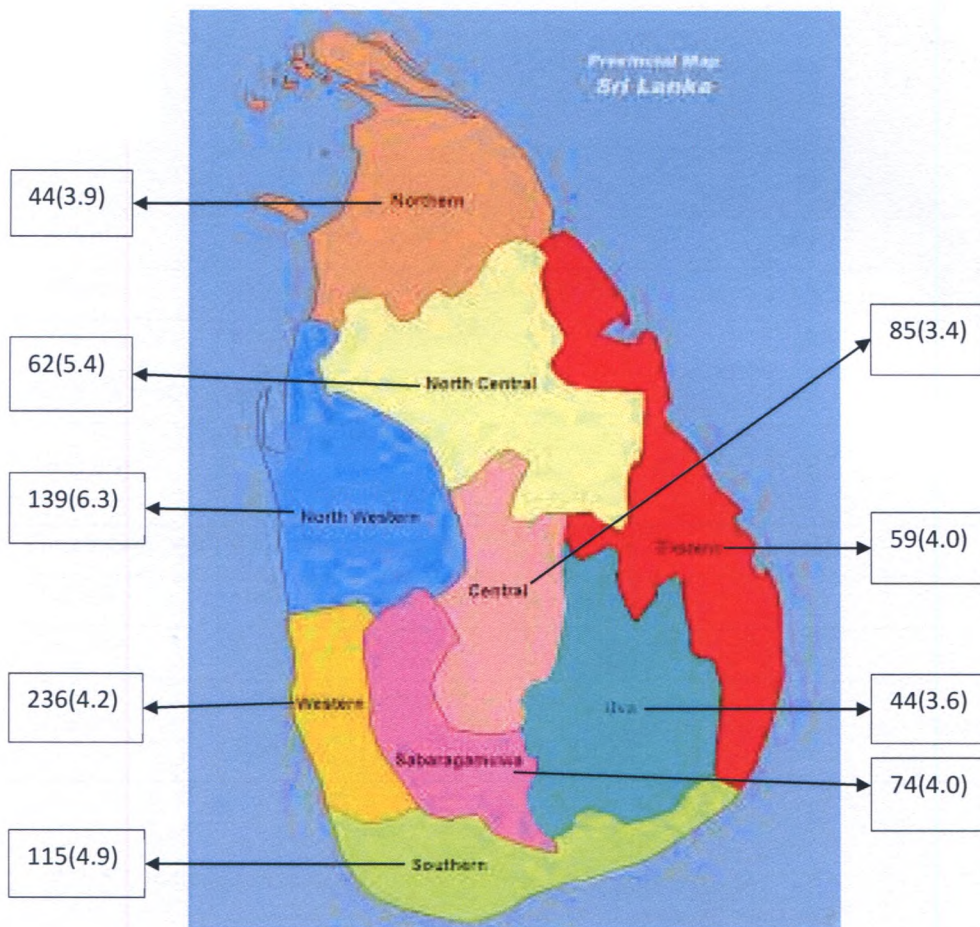 Provincial Map
Sri Lanka
44(3.9)
Northern
85(3.4)
62(5.4)
North Central
139(6.3)
North Western
Eastern
59(4.0)
Central
236(4.2)
Western
Uva
44(3.6)
Sabaragamuwa
74(4.0)
115(4.9)
Southern